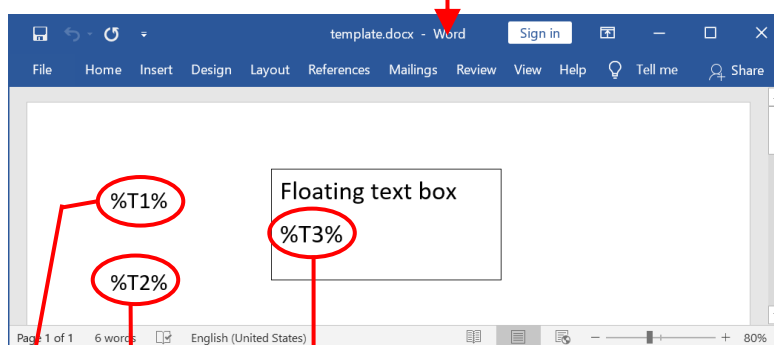 template.docx - Word Sign in
File Home Insert Design Layout References Mailings Review View Help Tell me Share
Floating text box
%T1%
%T3%
%T2%
Page 1 of 1 6 words English (United States) 80%